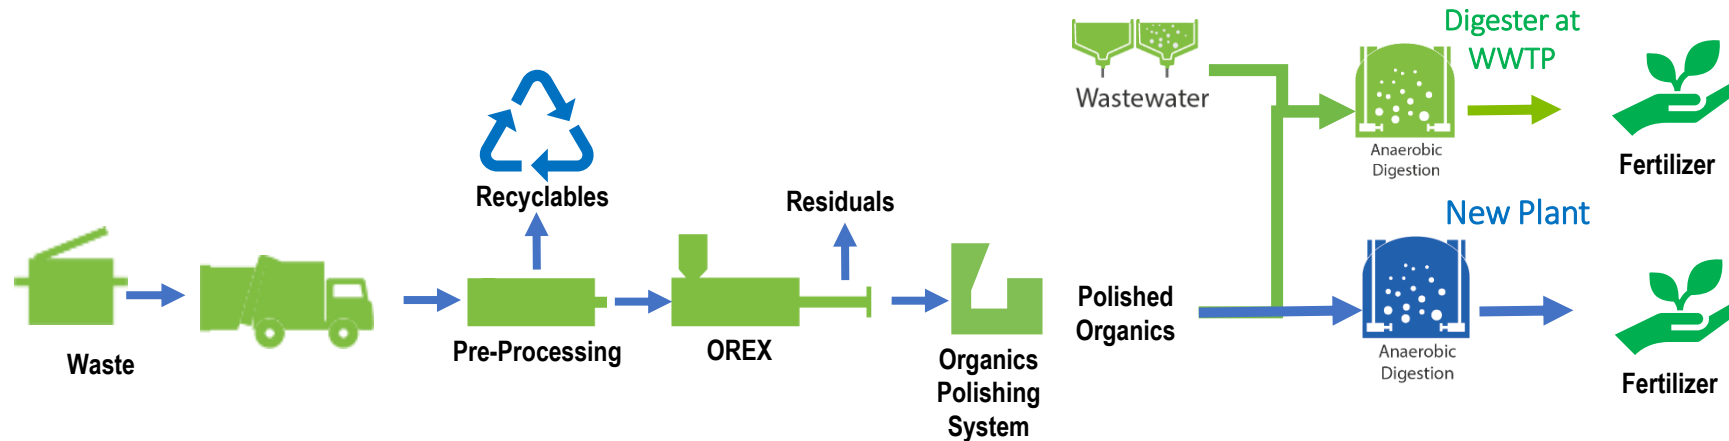 Digester at
WWTP
Wastewater
Anaerobic
Digestion
Fertilizer
Recyclables
Residuals
New Plant
Waste
Pre-Processing
OREX
Organics
Polishing
System
Polished
Organics
Anaerobic
Digestion
Fertilizer